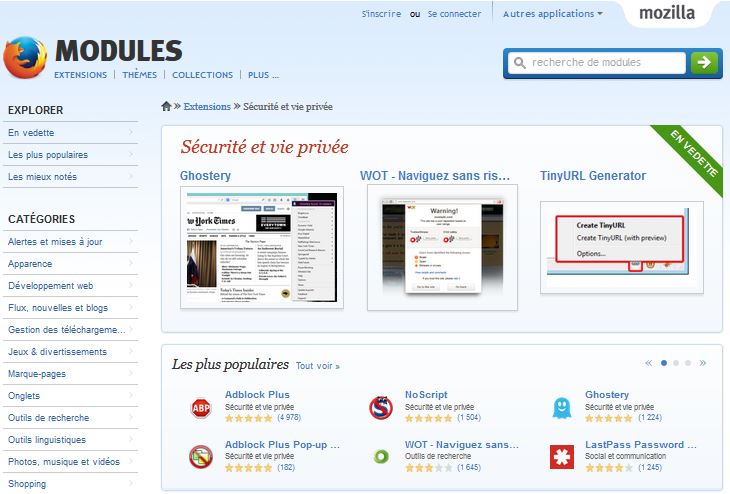 S'inscrire ou Se connecter Autres applications mozilla
MODULES
EXTENSIONS | THÈMES | COLLECTIONS | PLUS ...
recherche de modules
EXPLORER
En vedette
Les plus populaires
Les mieux notés
CATÉGORIES
Alertes et mises à jour
Apparence
Développement web
Flux, nouvelles et blogs
Gestion des téléchargeme...
Jeux & divertissements
Marque-pages
Onglets
Outils de recherche
Outils linguistiques
Photos, musique et vidéos
Shopping
» Extensions » Sécurité et vie privée
Sécurité et vie privée
EN VEDETTE
Ghostery
WOT - Naviguez sans ris...
TinyURL Generator
York Times
Warning!
Create TinyURL
Create TinyURL (with preview)
Options...
Les plus populaires Tout voir »
« »
ABP
Adblock Plus
Sécurité et vie privée
(4 978)
NoScript
Sécurité et vie privée
(1 504)
Ghostery
Sécurité et vie privée
(1 224)
Adblock Plus Pop-up ...
Sécurité et vie privée
(182)
WOT - Naviguez sans...
Outils de recherche
(1 645)
LastPass Password ...
Social et communication
(1 245)